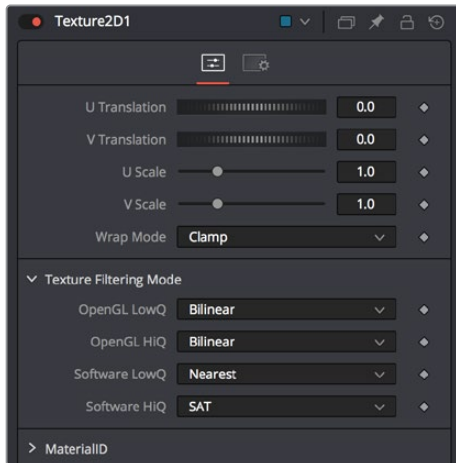 Texture2D1
U Translation 0.0
V Translation 0.0
U Scale 1.0
V Scale 1.0
Wrap Mode Clamp
Texture Filtering Mode
OpenGL LowQ Bilinear
OpenGL HiQ Bilinear
Software LowQ Nearest
Software HiQ SAT
MaterialID